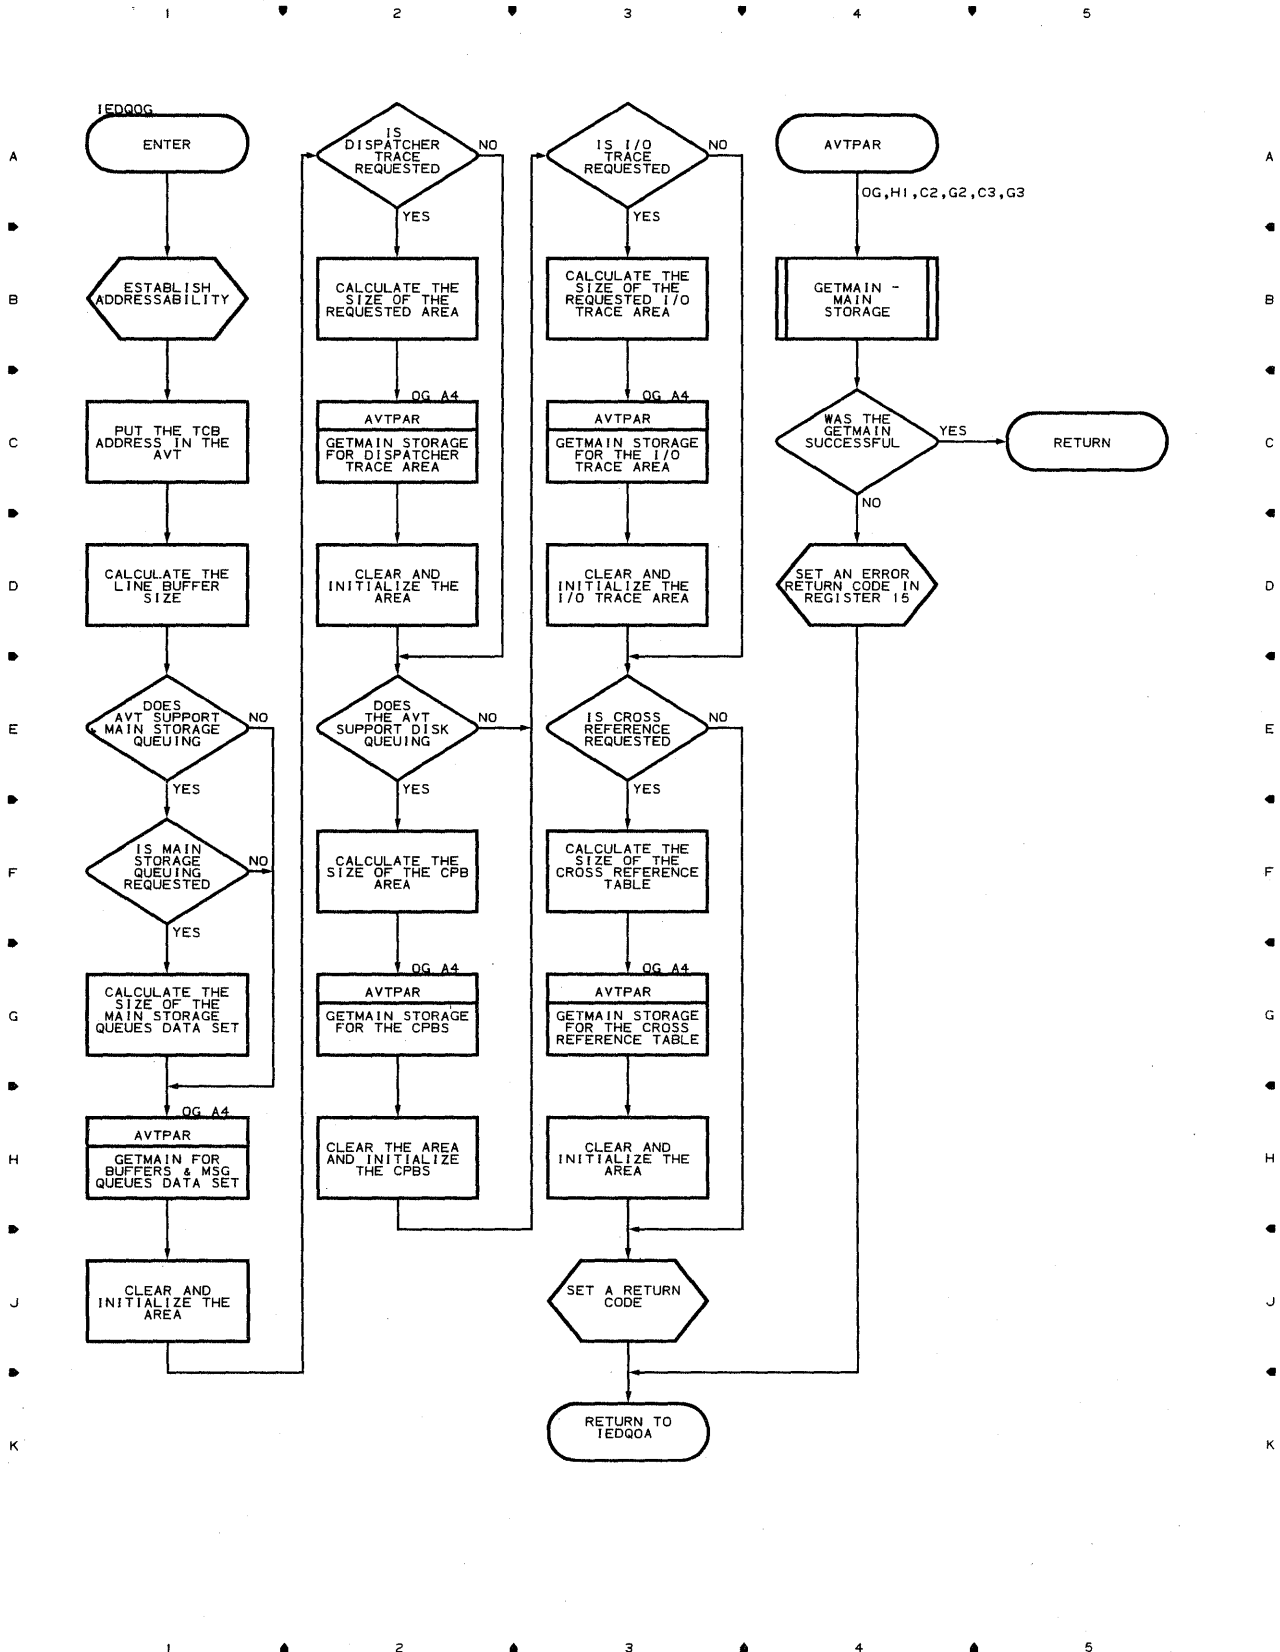 1 2 3 4 5
IEDQOG
ENTER
ESTABLISH
ADDRESSABILITY
PUT THE TCB
ADDRESS IN THE
AVT
CALCULATE THE
LINE BUFFER
SIZE
DOES
AVT SUPPORT
MAIN STORAGE
QUEUING
NO
YES
IS MAIN
STORAGE
QUEUING
REQUESTED
NO
YES
CALCULATE THE
SIZE OF THE
MAIN STORAGE
QUEUES DATA SET
OG A4
AVTPAR
GETMAIN FOR
BUFFERS & MSG
QUEUES DATA SET
CLEAR AND
INITIALIZE THE
AREA
IS
DISPATCHER
TRACE
REQUESTED
NO
YES
CALCULATE THE
SIZE OF THE
REQUESTED AREA
OG A4
AVTPAR
GETMAIN STORAGE
FOR DISPATCHER
TRACE AREA
CLEAR AND
INITIALIZE THE
AREA
DOES
THE AVT
SUPPORT DISK
QUEUING
NO
YES
CALCULATE THE
SIZE OF THE CPB
AREA
OG A4
AVTPAR
GETMAIN STORAGE
FOR THE CPBS
CLEAR THE AREA
AND INITIALIZE
THE CPBS
IS I/O
TRACE
REQUESTED
NO
YES
CALCULATE THE
SIZE OF THE
REQUESTED I/O
TRACE AREA
OG A4
AVTPAR
GETMAIN STORAGE
FOR THE I/O
TRACE AREA
CLEAR AND
INITIALIZE THE
I/O TRACE AREA
IS CROSS
REFERENCE
REQUESTED
NO
YES
CALCULATE THE
SIZE OF THE
CROSS REFERENCE
TABLE
OG A4
AVTPAR
GETMAIN STORAGE
FOR THE CROSS
REFERENCE TABLE
CLEAR AND
INITIALIZE THE
AREA
SET A RETURN
CODE
RETURN TO
IEDQOA
AVTPAR
OG,H1,C2,G2,C3,G3
GETMAIN -
MAIN
STORAGE
WAS THE
GETMAIN
SUCCESSFUL
YES
NO
RETURN
SET AN ERROR
RETURN CODE IN
REGISTER 15
A A
B B
C C
D D
E E
F F
G G
H H
J J
K K
1 2 3 4 5